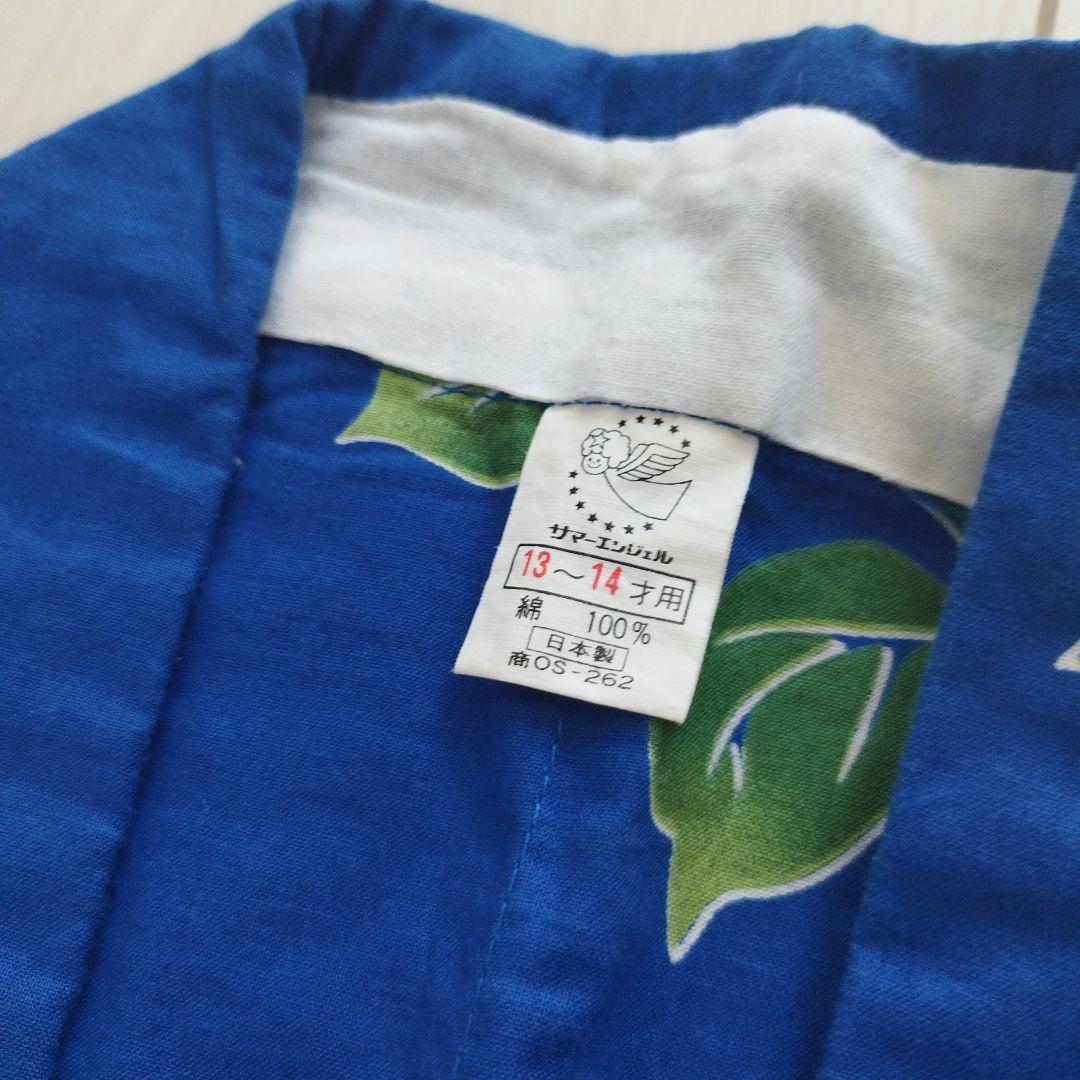 サマーエンジェル
13～14才用
綿 100%
日本製
商OS-262